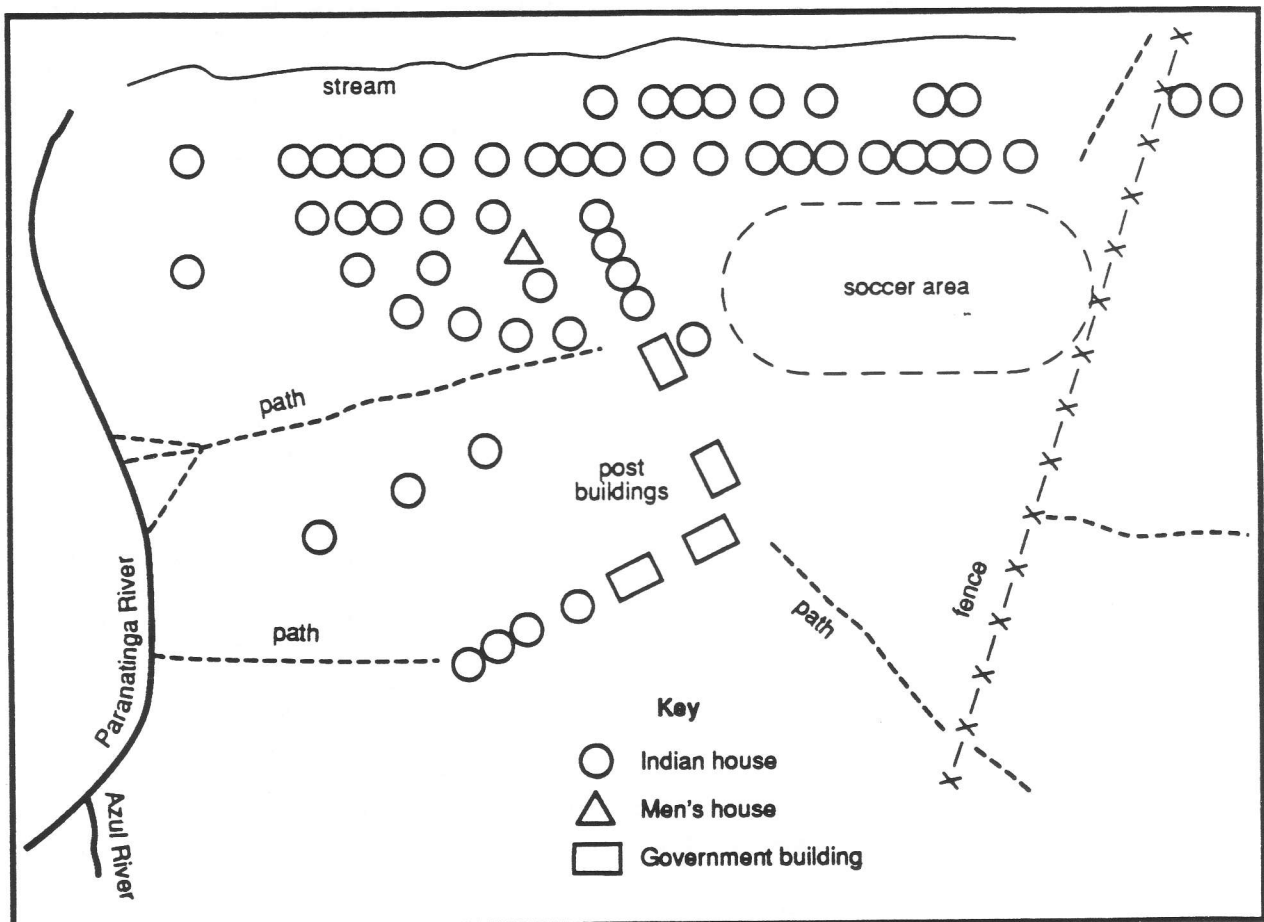 stream
soccer area
path
post
buildings
Paranatinga River
fence
path
path
Azul River
Key
Indian house
Men's house
Government building